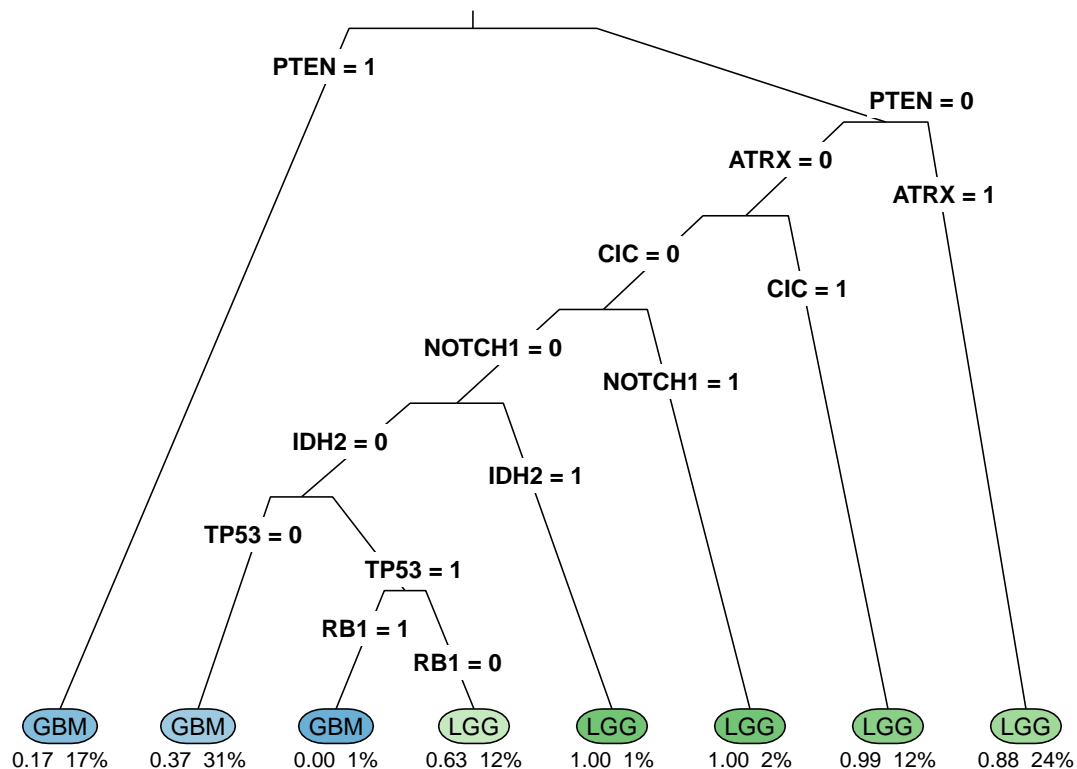 PTEN = 1
PTEN = 0
ATRX = 0
ATRX = 1
CIC = 0
CIC = 1
NOTCH1 = 0
NOTCH1 = 1
IDH2 = 0
IDH2 = 1
TP53 = 0
TP53 = 1
RB1 = 1
RB1 = 0
GBM GBM GBM LGG LGG LGG LGG LGG
0.17 17% 0.37 31% 0.00 1% 0.63 12% 1.00 1% 1.00 2% 0.99 12% 0.88 24%